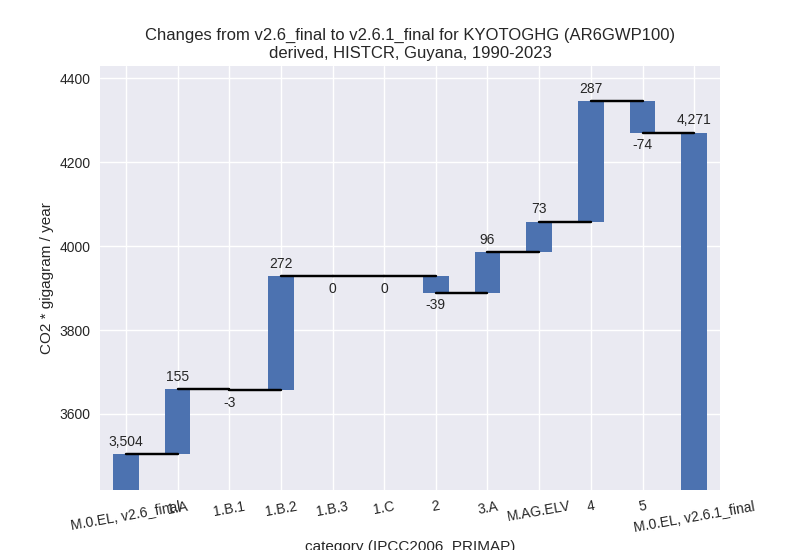 Changes from v2.6_final to v2.6.1_final for KYOTOGHG (AR6GWP100)
derived, HISTCR, Guyana, 1990-2023
CO2 * gigagram / year
4400
4200
4000
3800
3600
3,504
155
-3
272
0
0
-39
96
73
287
-74
4,271
M.0.EL, v2.6_final
1.A
1.B.1
1.B.2
1.B.3
1.C
2
3.A
M.AG.ELV
4
5
M.0.EL, v2.6.1_final
category (IPCC2006_PRIMAP)